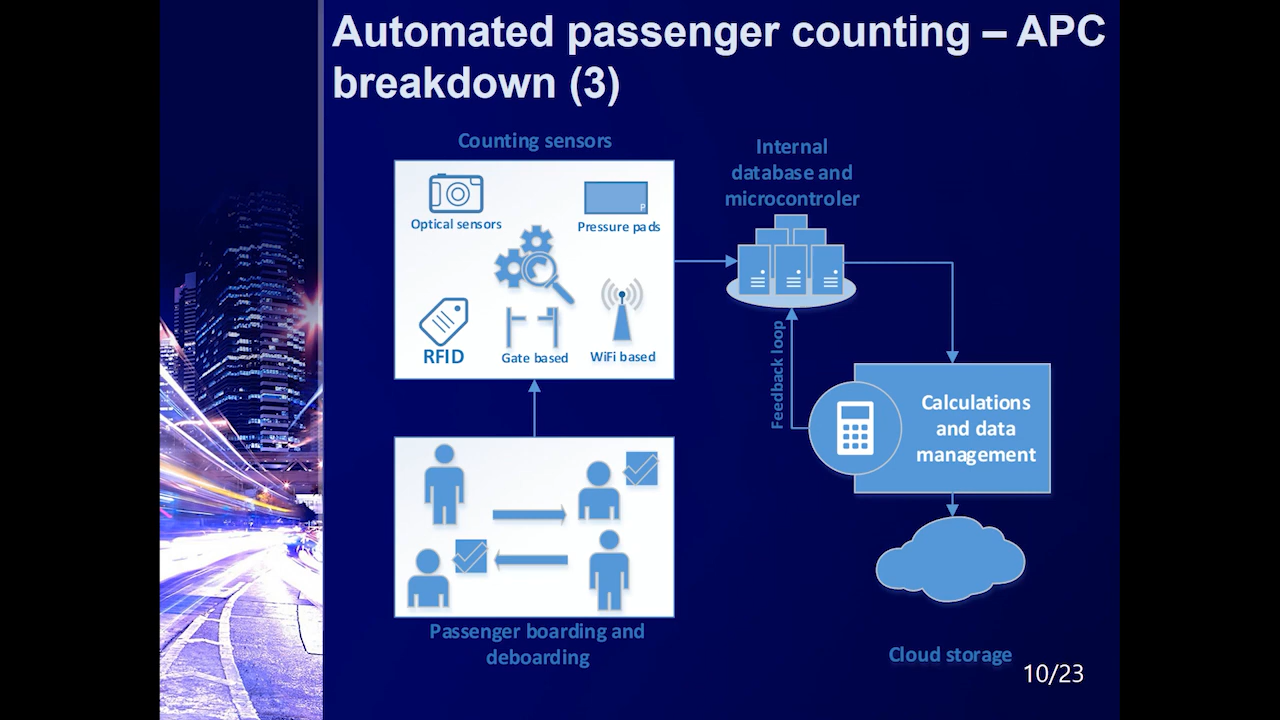 Automated passenger counting – APC
breakdown (3)
Counting sensors
Optical sensors
P
Pressure pads
RFID
Gate based
WiFi based
Internal
database and
microcontroler
Feedback loop
Calculations
and data
management
Passenger boarding and
deboarding
Cloud storage
10/23